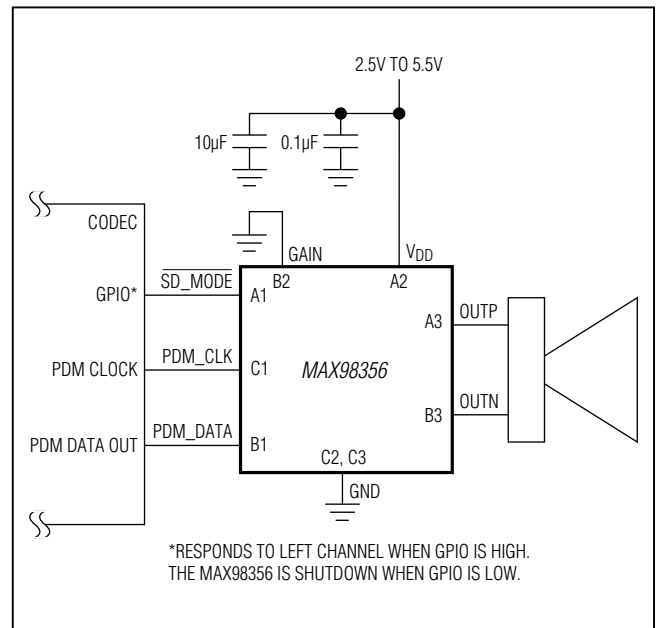 2.5V TO 5.5V
10µF
0.1µF
CODEC
GAIN
VDD
SD_MODE
B2
A2
GPIO*
A1
A3
OUTP
PDM_CLK
PDM CLOCK
C1
MAX98356
OUTN
PDM_DATA
B3
PDM DATA OUT
B1
C2, C3
GND
*RESPONDS TO LEFT CHANNEL WHEN GPIO IS HIGH.
THE MAX98356 IS SHUTDOWN WHEN GPIO IS LOW.